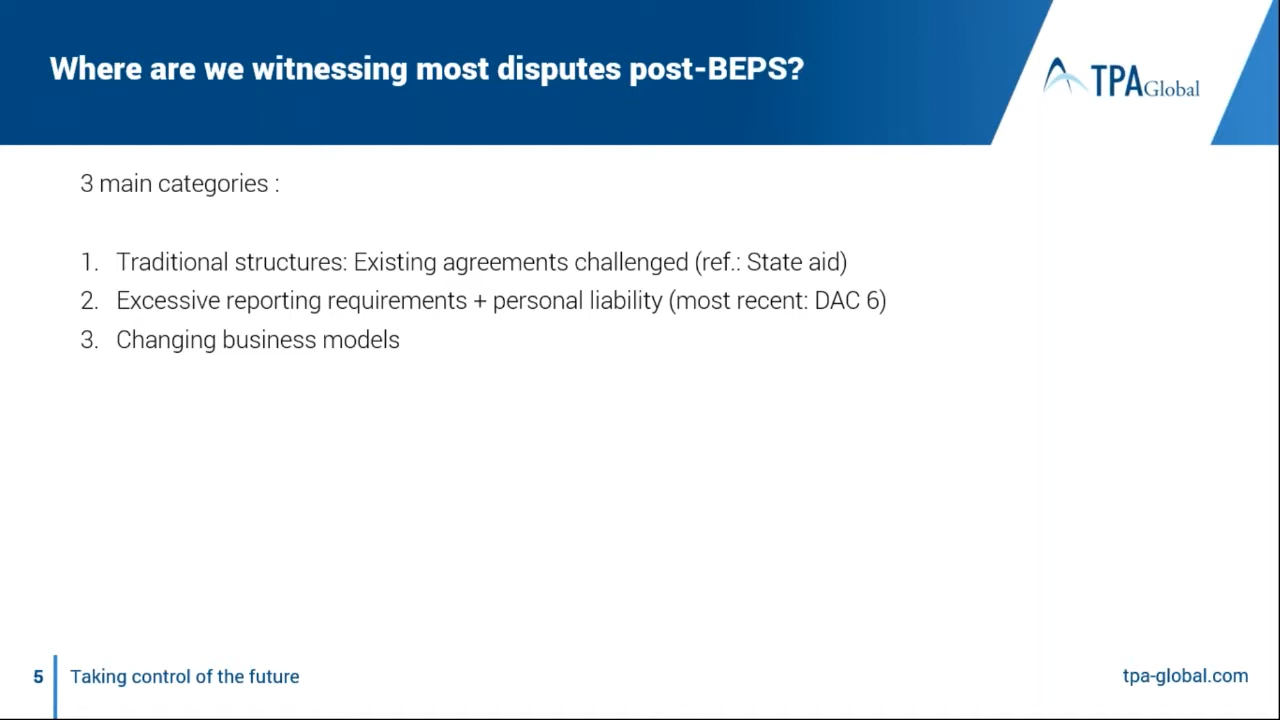 Where are we witnessing most disputes post-BEPS?
TPA Global
3 main categories :
1. Traditional structures: Existing agreements challenged (ref.: State aid)
2. Excessive reporting requirements + personal liability (most recent: DAC 6)
3. Changing business models
5 Taking control of the future
tpa-global.com